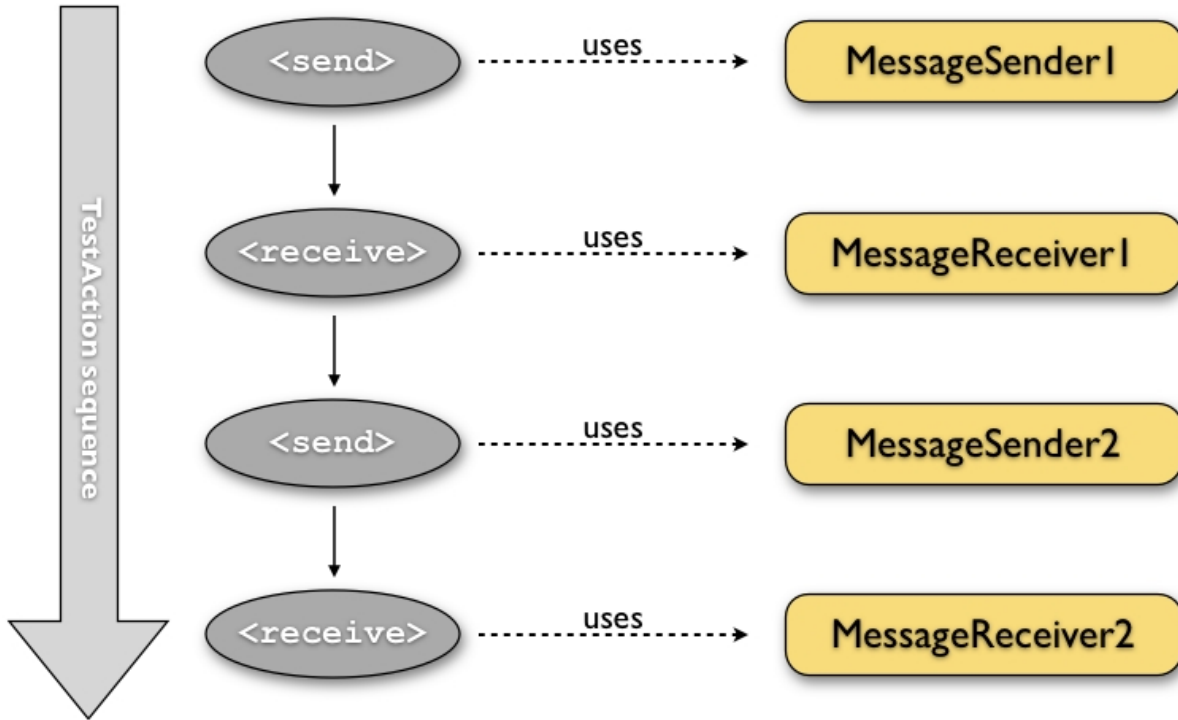 <send>
uses
MessageSender1
<receive>
uses
MessageReceiver1
TestAction sequence
<send>
uses
MessageSender2
<receive>
uses
MessageReceiver2